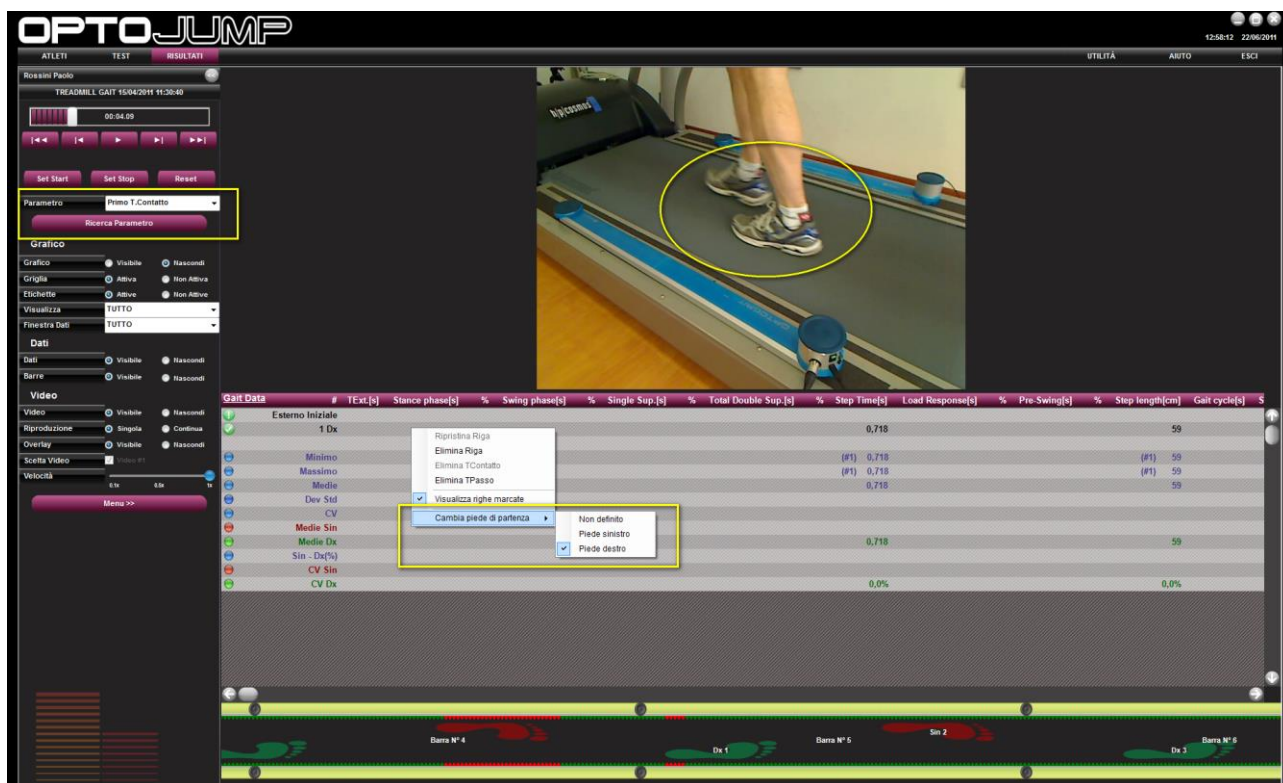 OPTOJUMP
12:58:12 22/06/2011
ATLETI TEST RISULTATI UTILITÀ AIUTO ESCI
Rossini Paolo
TREADMILL GAIT 15/04/2011 11:30:40
00:04.09
Set Start Set Stop Reset
Parametro Primo T.Contatto
Ricerca Parametro
Grafico
Grafico Visibile Nascondi
Griglia Attiva Non Attiva
Etichette Attive Non Attive
Visualizza TUTTO
Finestra Dati TUTTO
Dati
Dati Visibile Nascondi
Barre Visibile Nascondi
Video
Video Visibile Nascondi
Riproduzione Singola Continua
Overlay Visibile Nascondi
Scelta Video Video #1
Velocità
0.1x 0.5x 1x
Menu >>
h/p/cosmos
Gait Data # TExt.[s] Stance phase[s] % Swing phase[s] % Single Sup.[s] % Total Double Sup.[s] % Step Time[s] Load Response[s] % Pre-Swing[s] % Step length[cm] Gait cycle[s] S
Esterno Iniziale
1 Dx 0,718 59
Minimo (#1) 0,718 (#1) 59
Massimo (#1) 0,718 (#1) 59
Medie 0,718 59
Dev Std
CV
Medie Sin
Medie Dx 0,718 59
Sin - Dx(%)
CV Sin
CV Dx 0,0% 0,0%
Ripristina Riga
Elimina Riga
Elimina TContatto
Elimina TPasso
Visualizza righe marcate
Cambia piede di partenza
Non definito
Piede sinistro
Piede destro
Barra N° 4 Dx 1 Barra N° 5 Sin 2 Dx 3 Barra N° 6